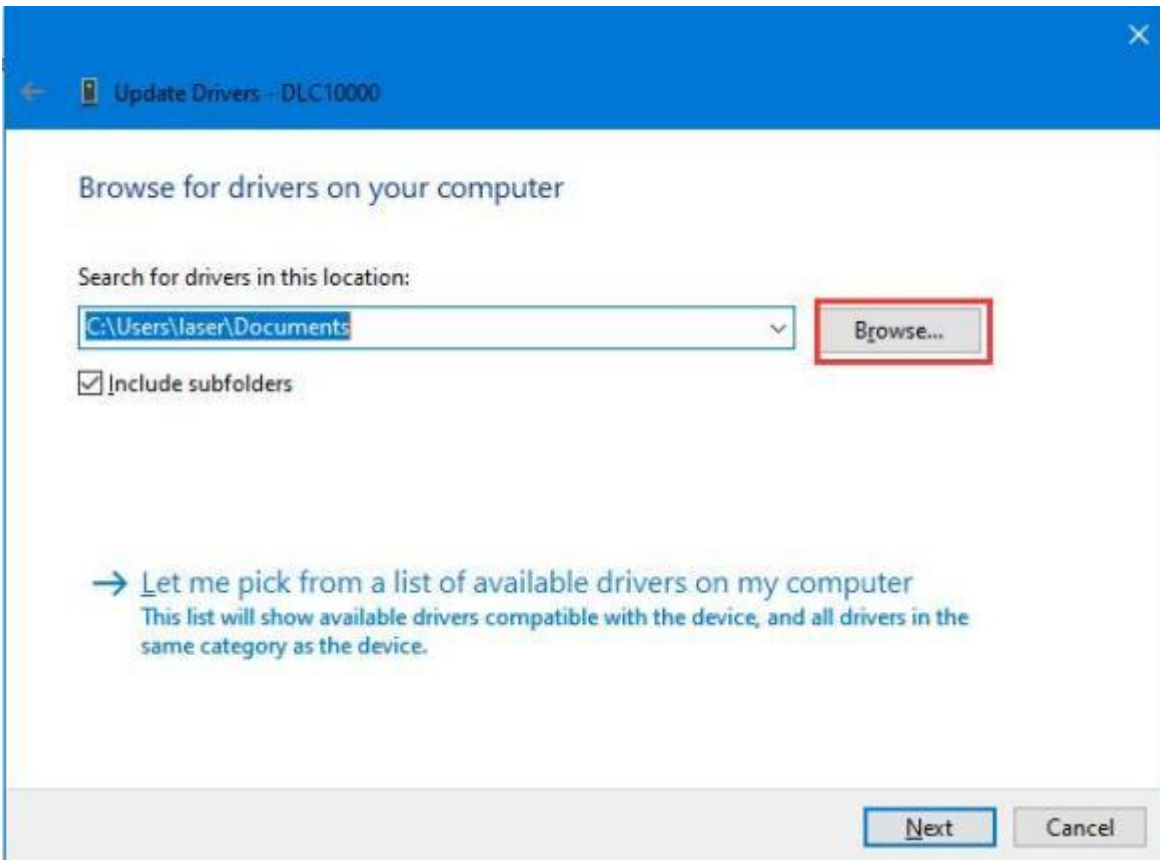 Update Drivers - DLC10000
Browse for drivers on your computer
Search for drivers in this location:
C:\Users\laser\Documents
Browse...
Include subfolders
Let me pick from a list of available drivers on my computer
This list will show available drivers compatible with the device, and all drivers in the
same category as the device.
Next
Cancel